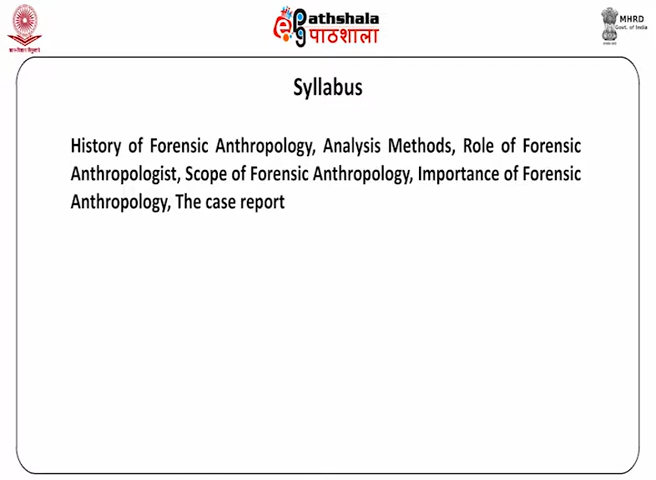 ePathshala
पाठशाला
MHRD
Govt. of India
Syllabus
History of Forensic Anthropology, Analysis Methods, Role of Forensic
Anthropologist, Scope of Forensic Anthropology, Importance of Forensic
Anthropology, The case report